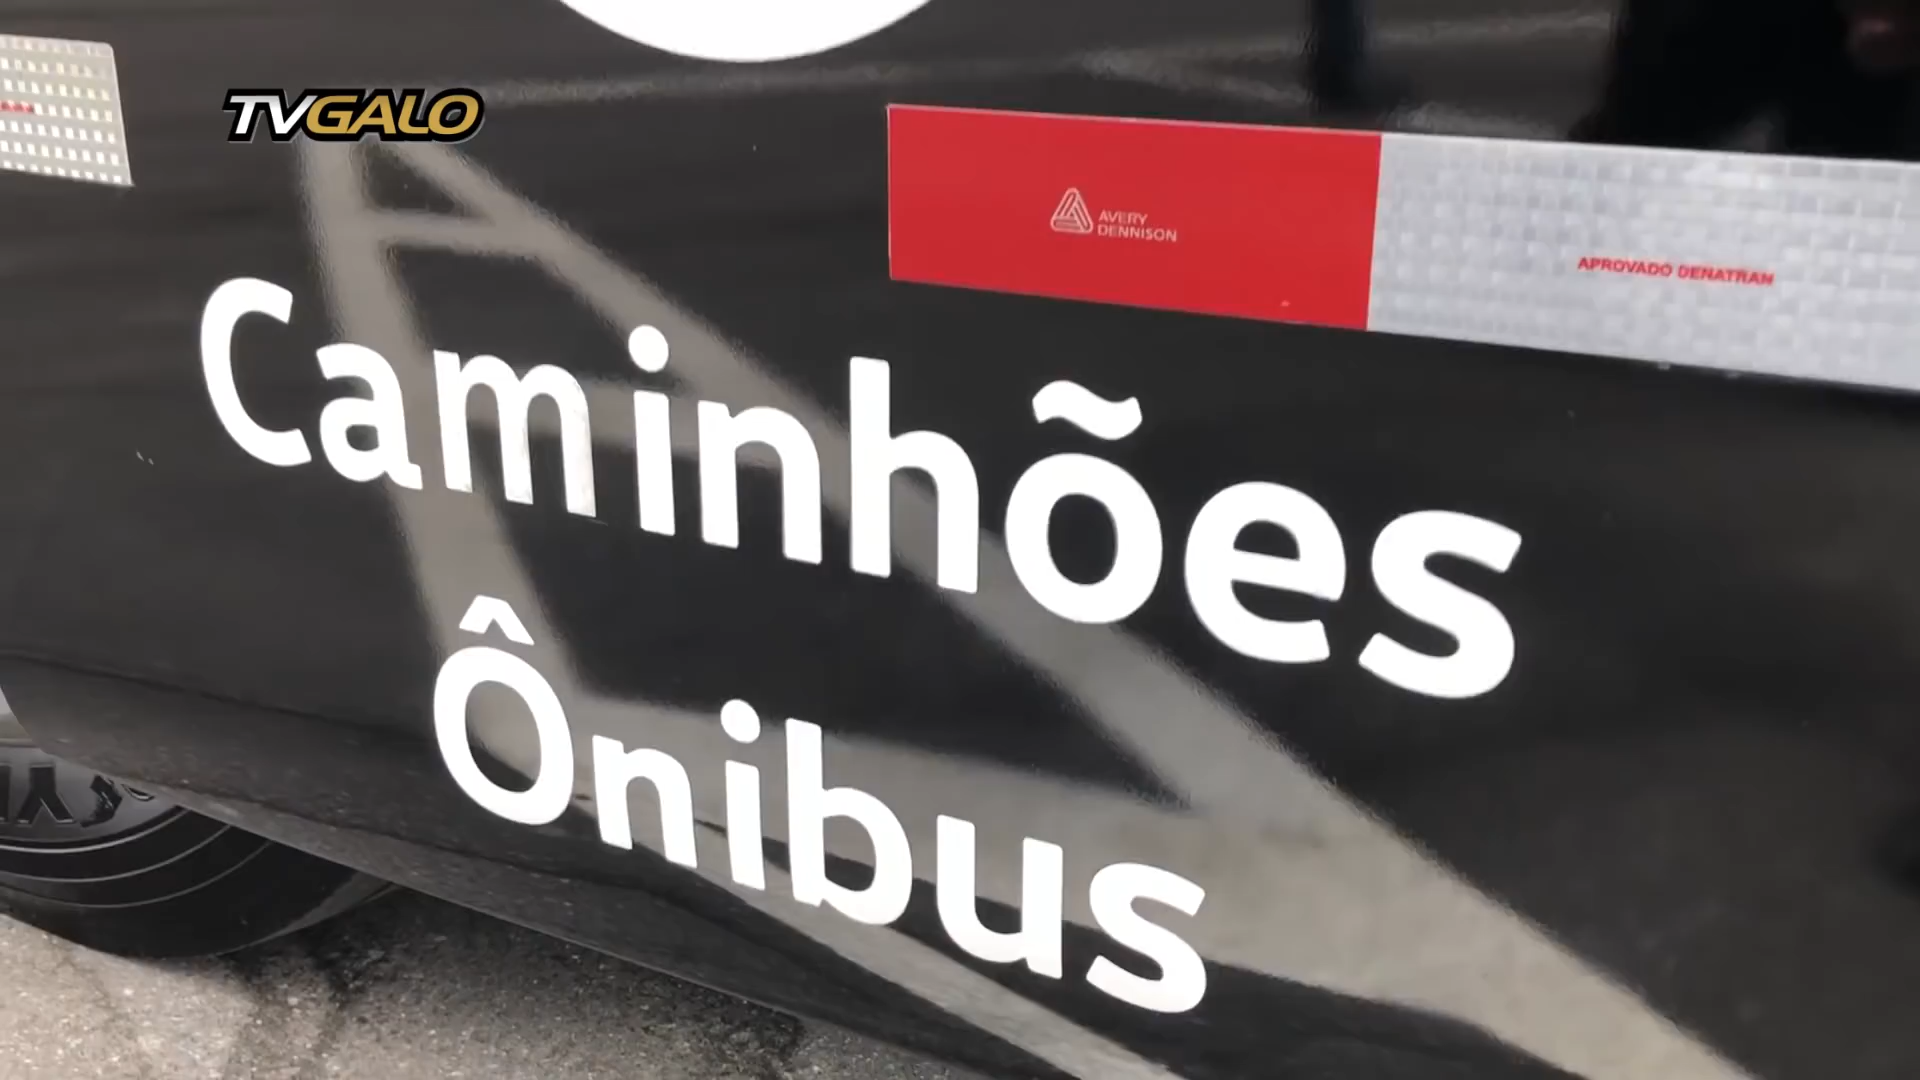 TVGALO
AVERY
DENNISON
APROVADO DENATRAN
Caminhões
Ônibus